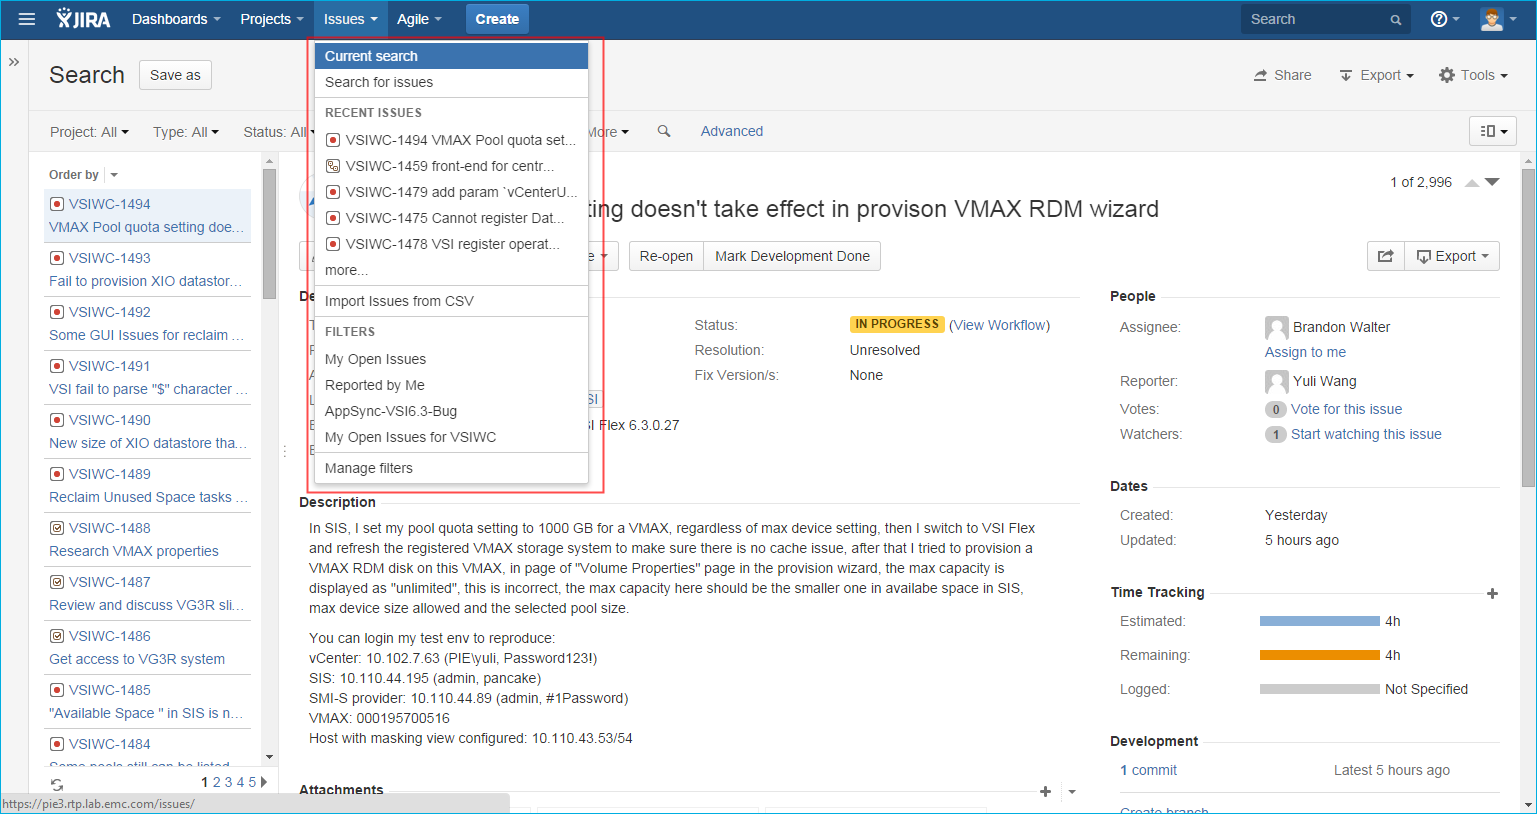 JIRA Dashboards Projects Issues Agile Create Search
Current search
Search for issues
RECENT ISSUES
VSIWC-1494 VMAX Pool quota set...
VSIWC-1459 front-end for centr...
VSIWC-1479 add param `vCenterU...
VSIWC-1475 Cannot register Dat...
VSIWC-1478 VSI register operat...
more...
Import Issues from CSV
FILTERS
My Open Issues
Reported by Me
AppSync-VSI6.3-Bug
My Open Issues for VSIWC
Manage filters
Search Save as
Share Export Tools
Project: All Type: All Status: All More Advanced
Order by
VSIWC-1494
VMAX Pool quota setting doe...
VSIWC-1493
Fail to provision XIO datastor...
VSIWC-1492
Some GUI Issues for reclaim ...
VSIWC-1491
VSI fail to parse "$" character ...
VSIWC-1490
New size of XIO datastore tha...
VSIWC-1489
Reclaim Unused Space tasks ...
VSIWC-1488
Research VMAX properties
VSIWC-1487
Review and discuss VG3R sli...
VSIWC-1486
Get access to VG3R system
VSIWC-1485
"Available Space " in SIS is n...
VSIWC-1484
Some pools still can be listed
1 2 3 4 5
https://pie3.rtp.lab.emc.com/issues/
1 of 2,996
ting doesn't take effect in provison VMAX RDM wizard
Re-open Mark Development Done Export
De
Status: IN PROGRESS (View Workflow)
Resolution: Unresolved
Fix Version/s: None
SI
SI Flex 6.3.0.27
Description
In SIS, I set my pool quota setting to 1000 GB for a VMAX, regardless of max device setting, then I switch to VSI Flex
and refresh the registered VMAX storage system to make sure there is no cache issue, after that I tried to provision a
VMAX RDM disk on this VMAX, in page of "Volume Properties" page in the provision wizard, the max capacity is
displayed as "unlimited", this is incorrect, the max capacity here should be the smaller one in availabe space in SIS,
max device size allowed and the selected pool size.
You can login my test env to reproduce:
vCenter: 10.102.7.63 (PIE\yuli, Password123!)
SIS: 10.110.44.195 (admin, pancake)
SMI-S provider: 10.110.44.89 (admin, #1Password)
VMAX: 000195700516
Host with masking view configured: 10.110.43.53/54
Attachments
People
Assignee: Brandon Walter
Assign to me
Reporter: Yuli Wang
Votes: 0 Vote for this issue
Watchers: 1 Start watching this issue
Dates
Created: Yesterday
Updated: 5 hours ago
Time Tracking
Estimated: 4h
Remaining: 4h
Logged: Not Specified
Development
1 commit Latest 5 hours ago
Create branch